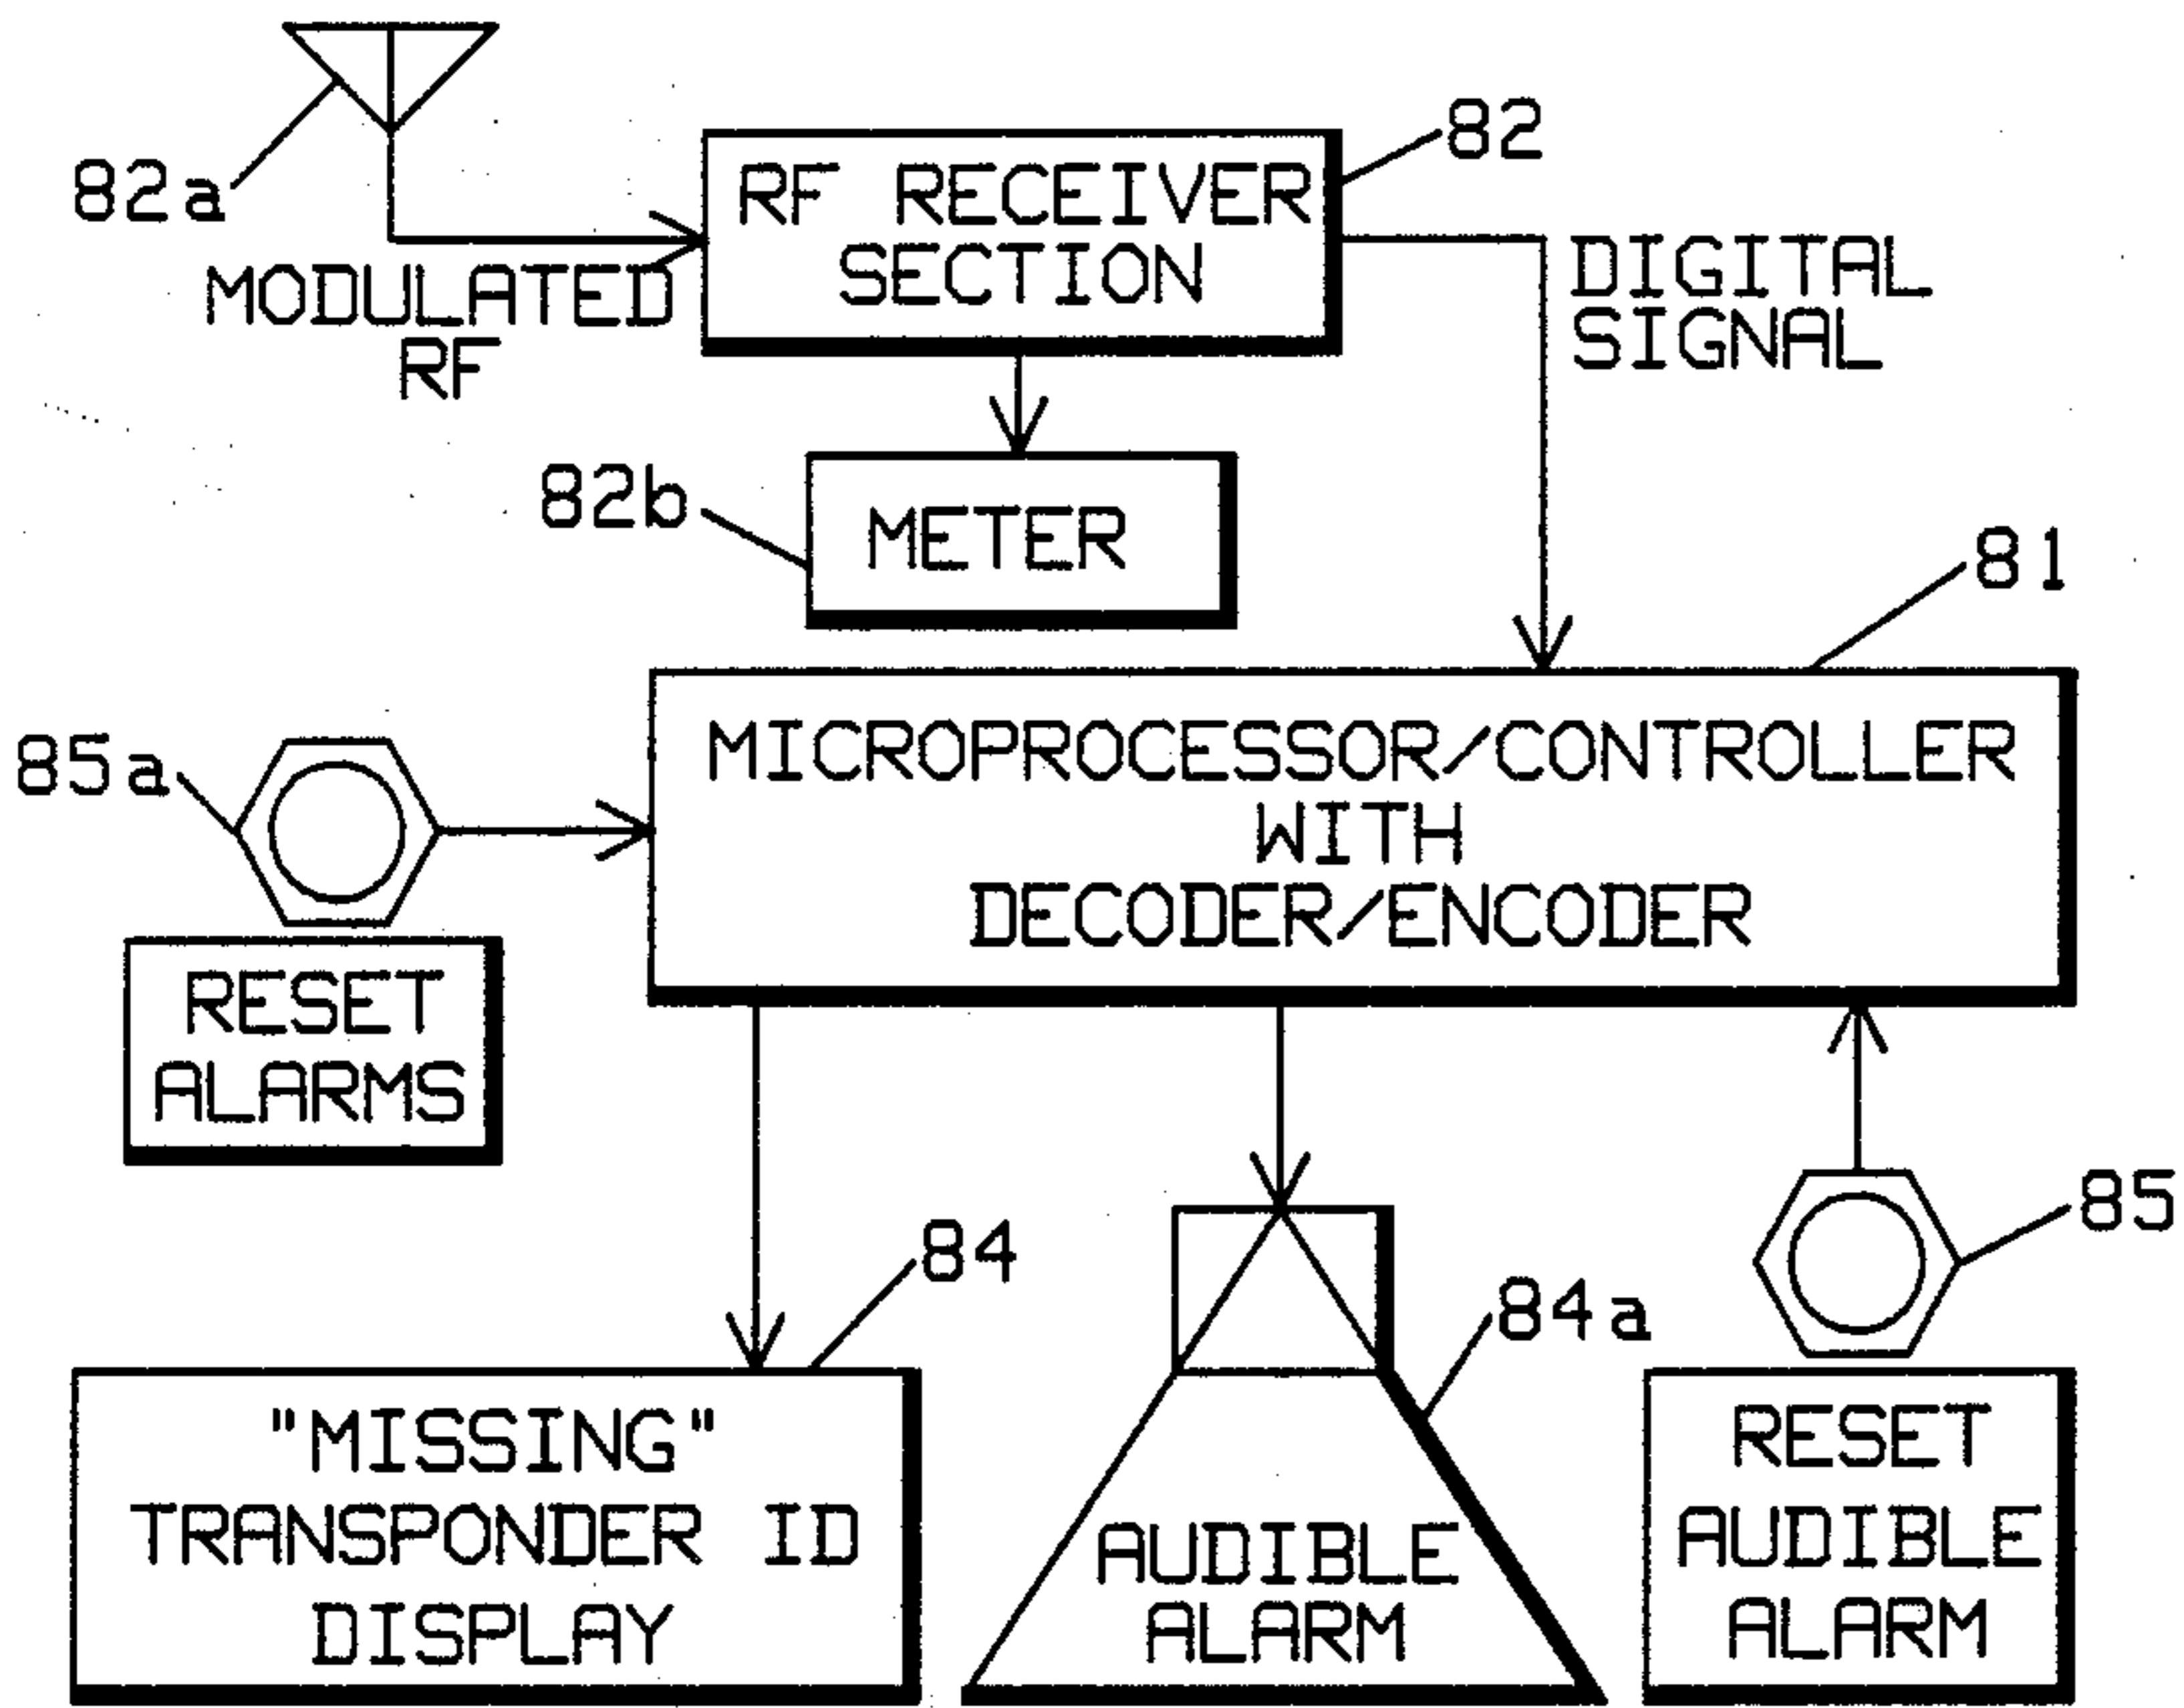 82a
82
RF RECEIVER
SECTION
MODULATED
RF
DIGITAL
SIGNAL
82b
METER
81
85a
MICROPROCESSOR/CONTROLLER
WITH
DECODER/ENCODER
RESET
ALARMS
84
84a
85
"MISSING"
TRANSPONDER ID
DISPLAY
AUDIBLE
ALARM
RESET
AUDIBLE
ALARM